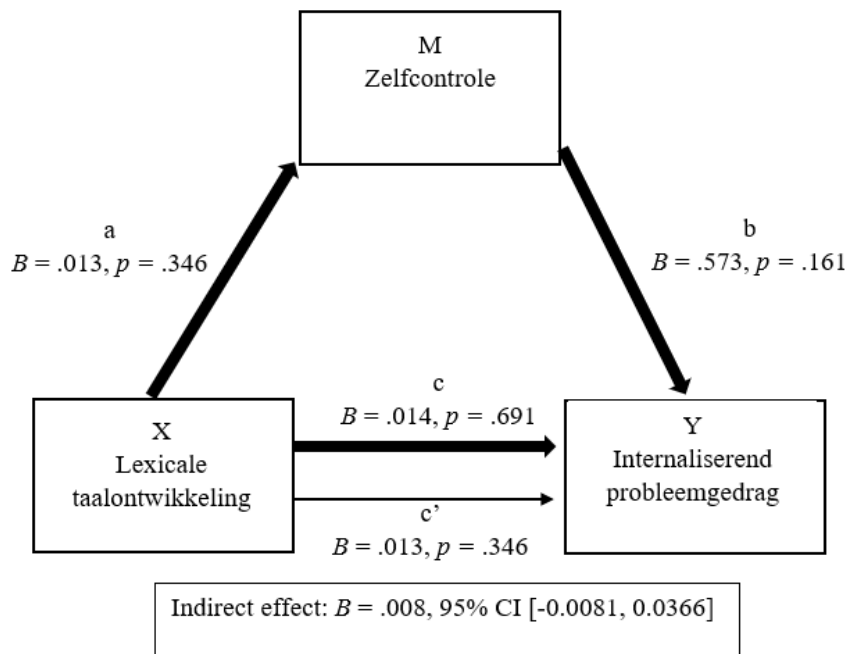 M
Zelfcontrole
a
B = .013, p = .346
b
B = .573, p = .161
c
B = .014, p = .691
X
Lexicale
taalontwikkeling
Y
Internaliserend
probleemgedrag
c’
B = .013, p = .346
Indirect effect: B = .008, 95% CI [-0.0081, 0.0366]